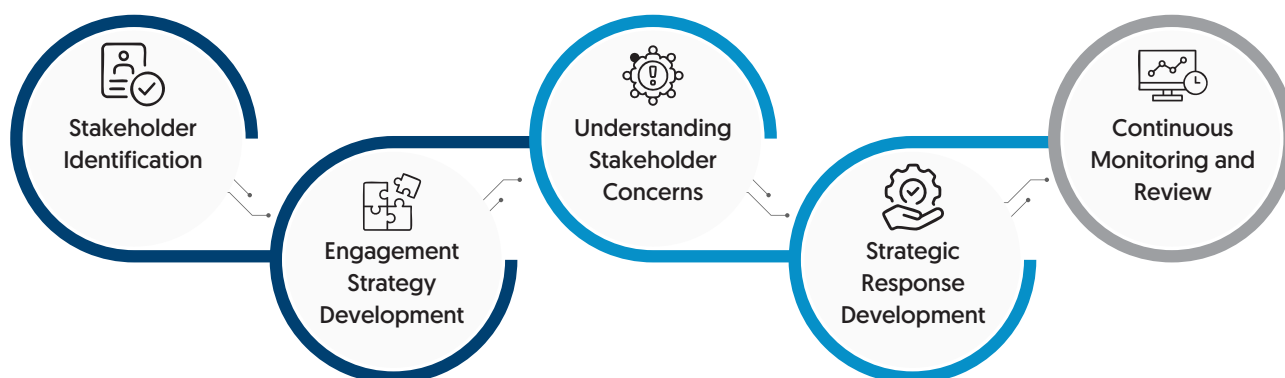 Stakeholder
Identification
Engagement
Strategy
Development
Understanding
Stakeholder
Concerns
Strategic
Response
Development
Continuous
Monitoring and
Review